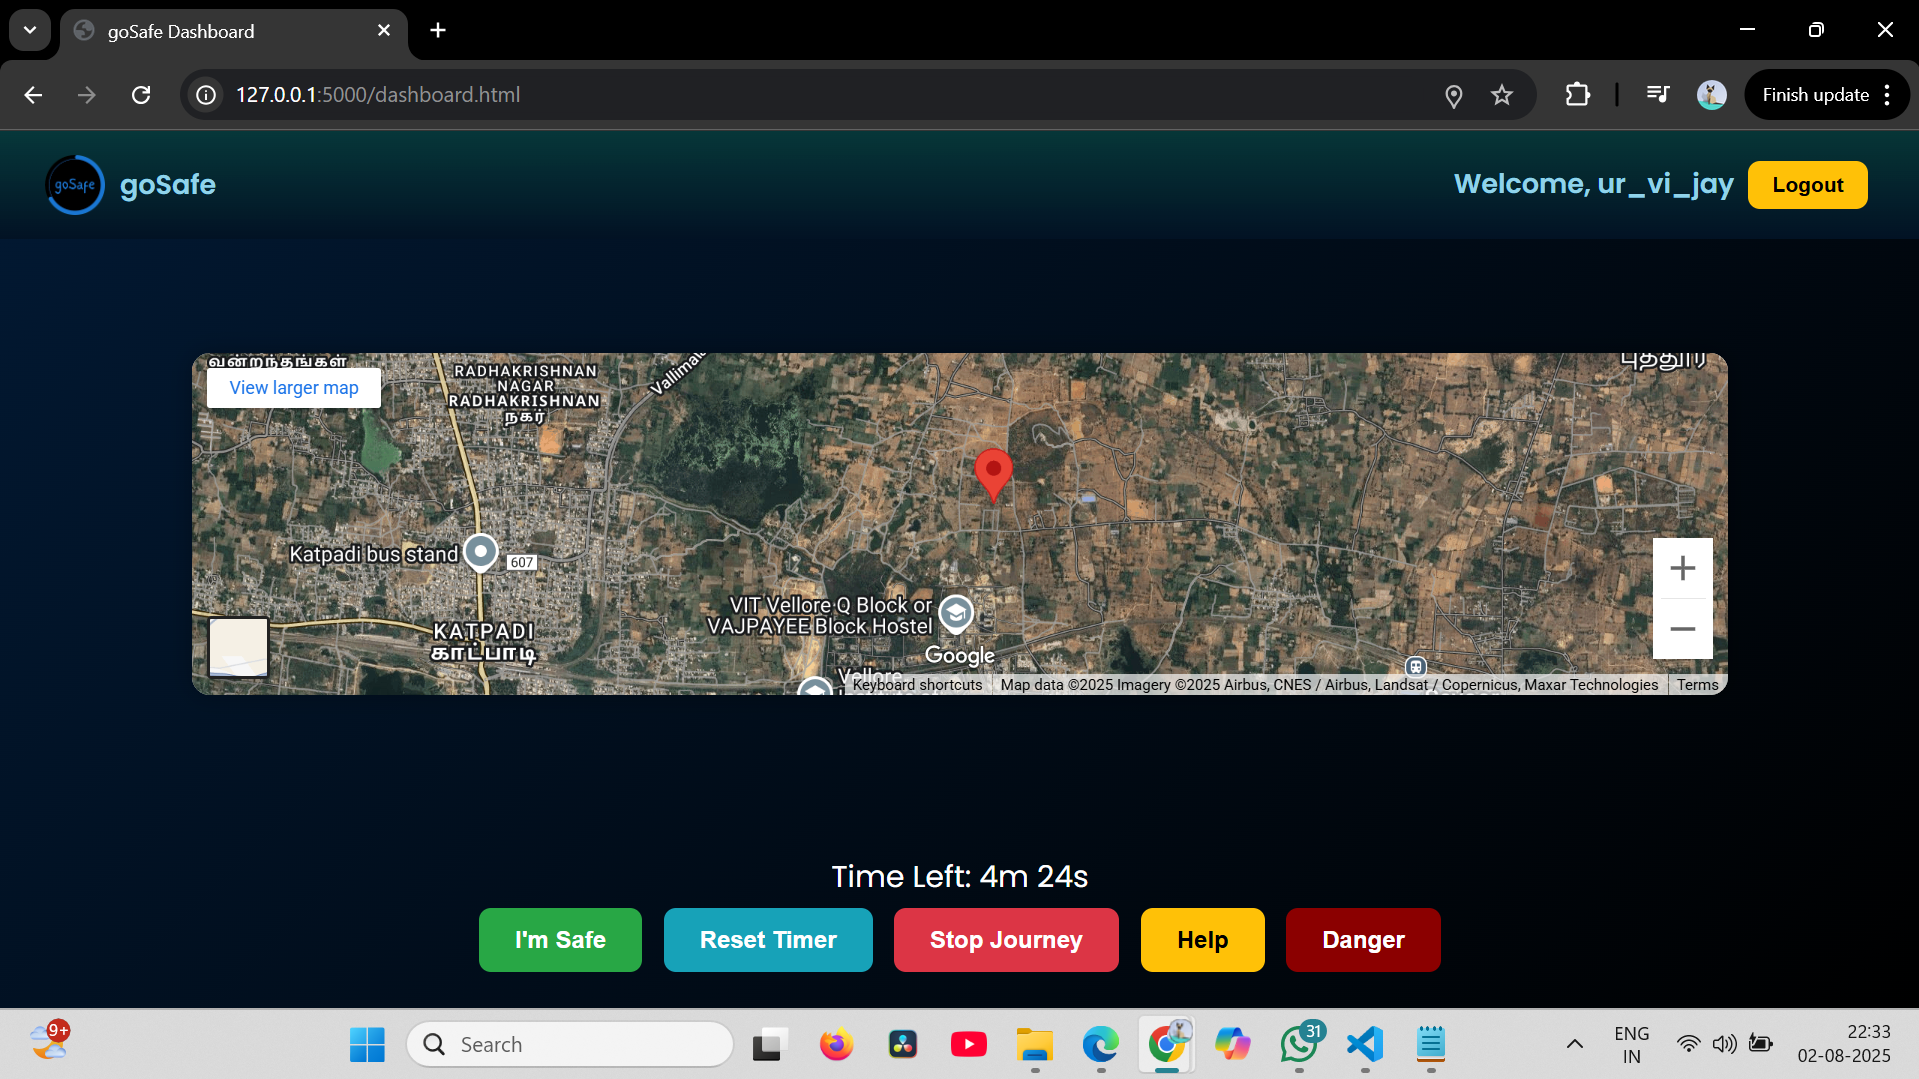 goSafe Dashboard
127.0.0.1:5000/dashboard.html
Finish update
goSafe
goSafe
Welcome, ur_vi_jay
Logout
வன்றந்தாங்கள்
View larger map
RADHAKRISHNAN
NAGAR
RADHAKRISHNAN
நகர்
Vallimala
புத்தூர்
Katpadi bus stand
607
VIT Vellore Q Block or
VAJPAYEE Block Hostel
KATPADI
காட்பாடி
Google
Vellore
Keyboard shortcuts
Map data ©2025 Imagery ©2025 Airbus, CNES / Airbus, Landsat / Copernicus, Maxar Technologies
Terms
Time Left: 4m 24s
I'm Safe
Reset Timer
Stop Journey
Help
Danger
9+
Search
31
ENG
IN
22:33
02-08-2025